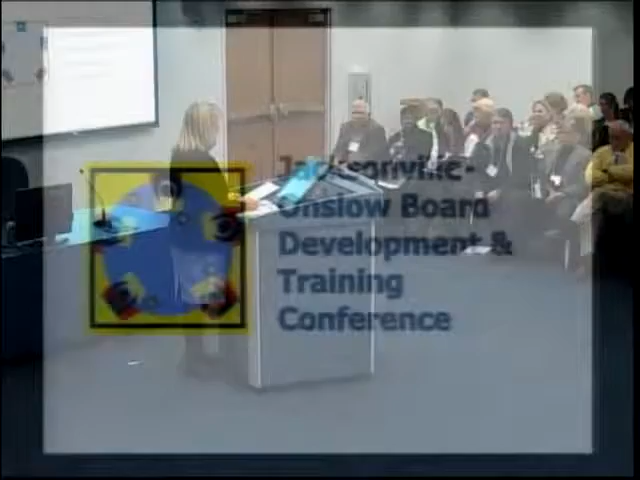 Jacksonville-
Onslow Board
Development &
Training
Conference